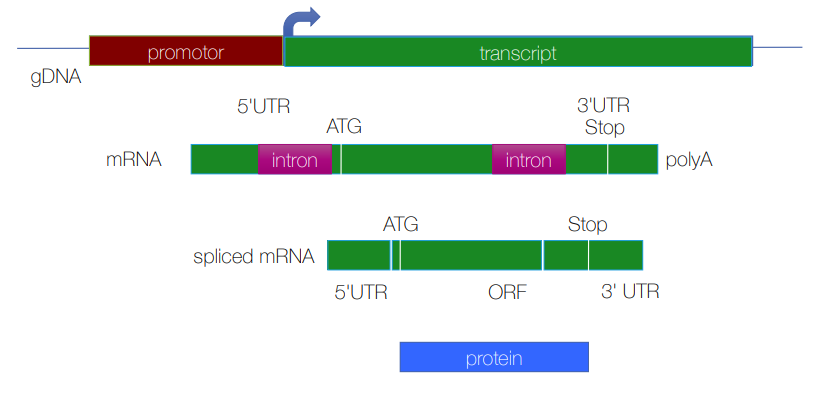 promotor
transcript
gDNA
5'UTR
3'UTR
ATG
Stop
mRNA
intron
intron
polyA
ATG
Stop
spliced mRNA
5'UTR
ORF
3' UTR
protein